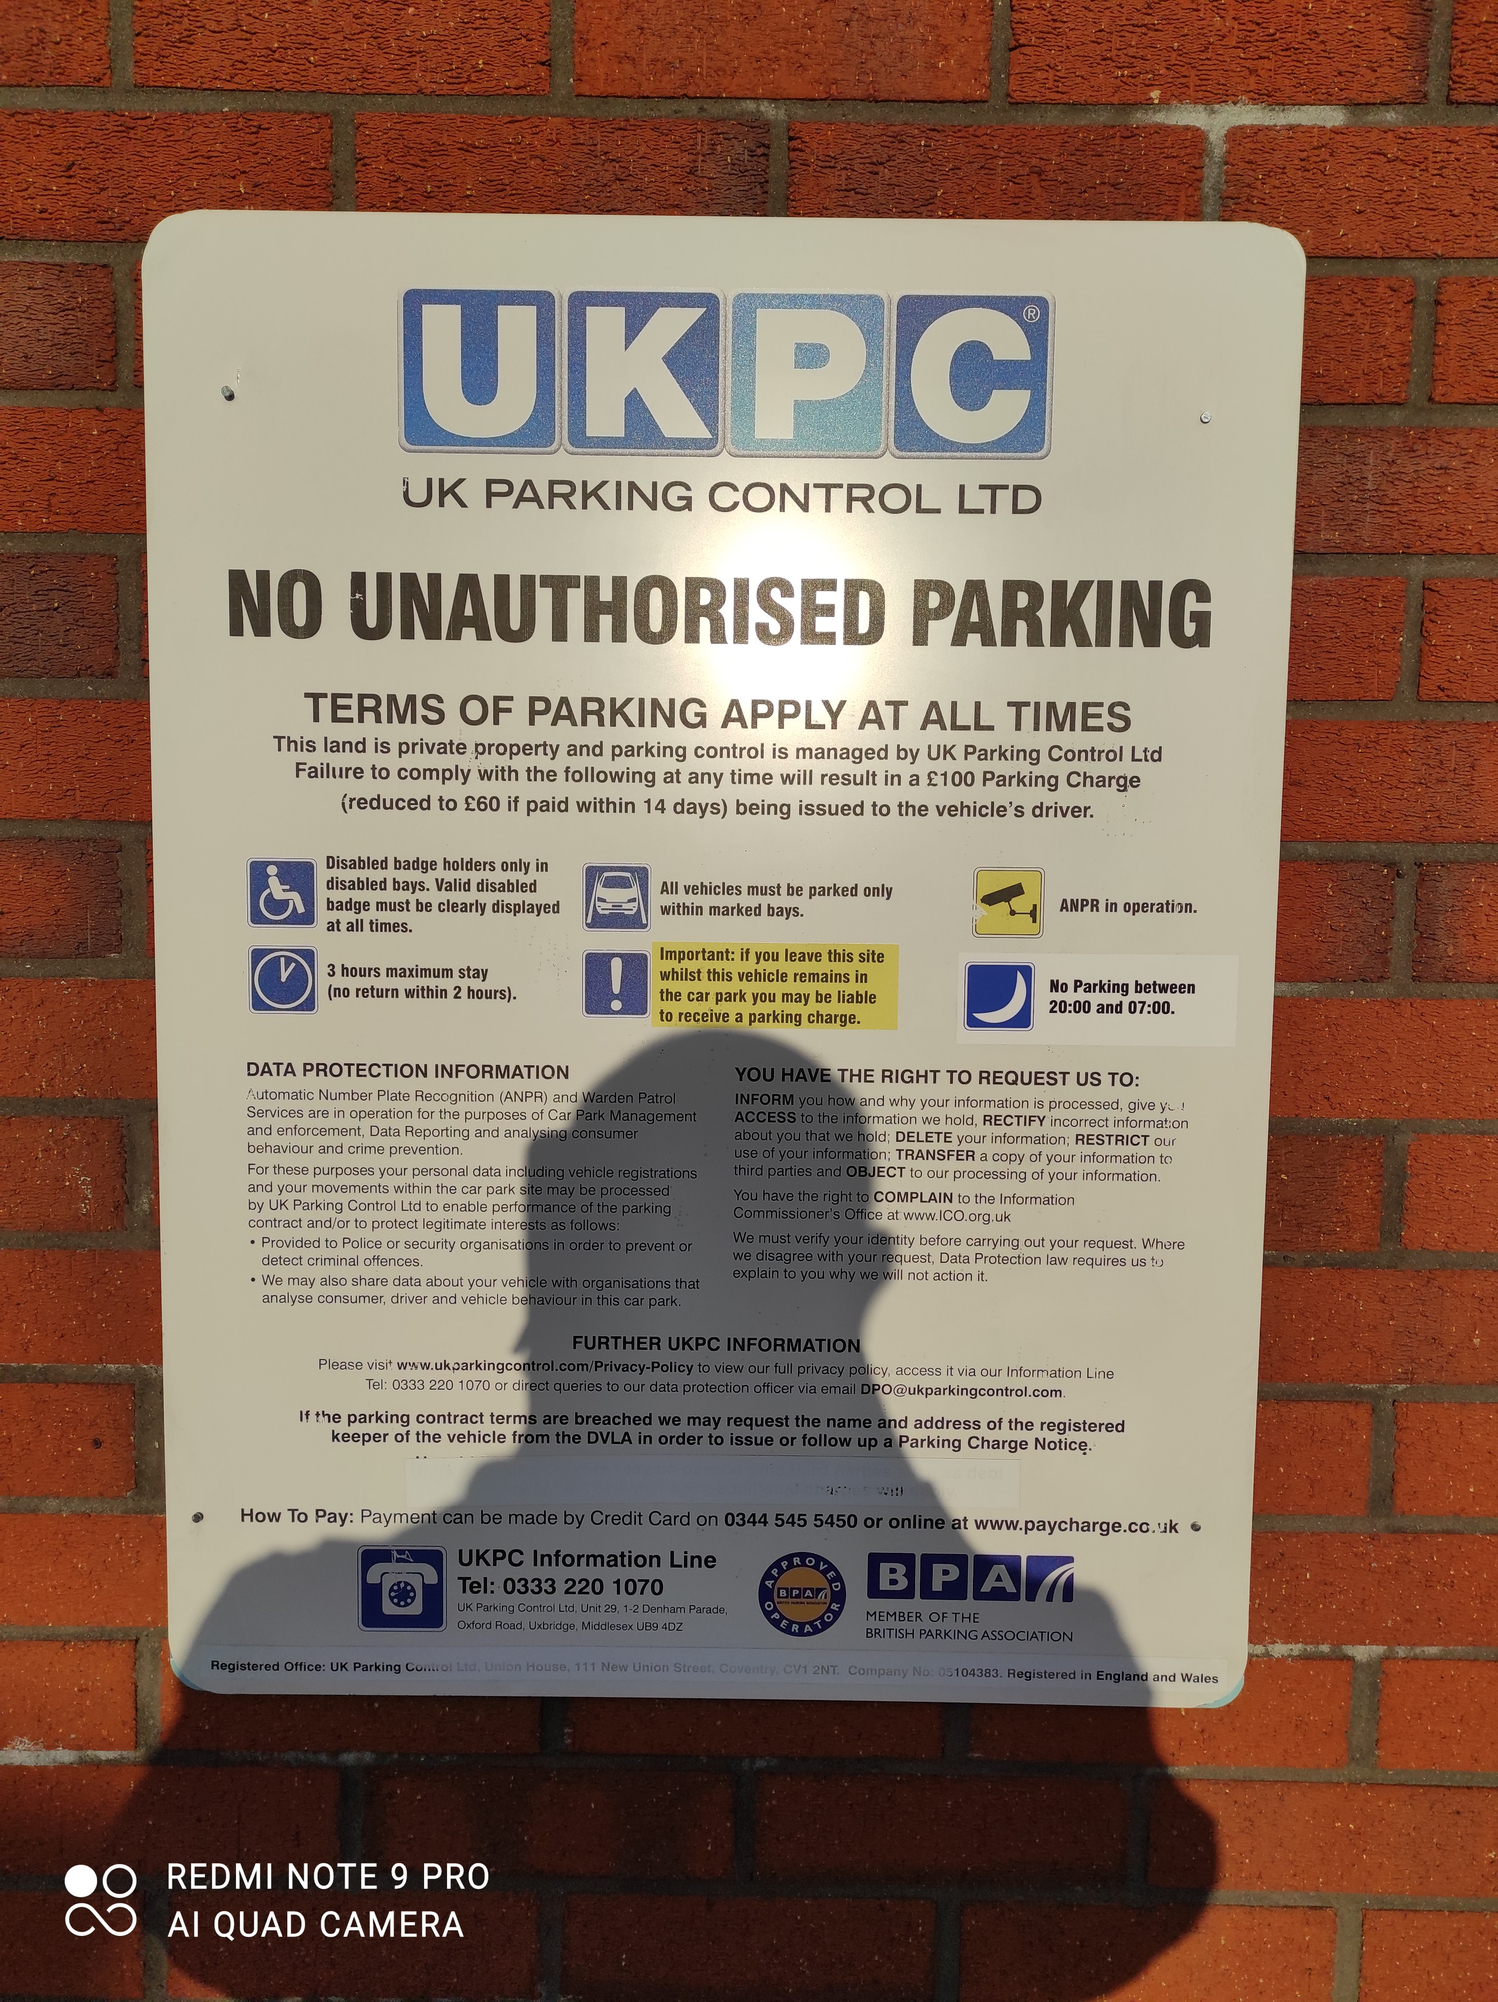 UKPC®
UK PARKING CONTROL LTD
NO UNAUTHORISED PARKING
TERMS OF PARKING APPLY AT ALL TIMES
This land is private property and parking control is managed by UK Parking Control Ltd
Failure to comply with the following at any time will result in a £100 Parking Charge
(reduced to £60 if paid within 14 days) being issued to the vehicle's driver.
Disabled badge holders only in
disabled bays. Valid disabled
badge must be clearly displayed
at all times.
All vehicles must be parked only
within marked bays.
ANPR in operation.
3 hours maximum stay
(no return within 2 hours).
Important: if you leave this site
whilst this vehicle remains in
the car park you may be liable
to receive a parking charge.
No Parking between
20:00 and 07:00.
DATA PROTECTION INFORMATION
Automatic Number Plate Recognition (ANPR) and Warden Patrol
Services are in operation for the purposes of Car Park Management
and enforcement, Data Reporting and analysing consumer
behaviour and crime prevention.
For these purposes your personal data including vehicle registrations
and your movements within the car park site may be processed
by UK Parking Control Ltd to enable performance of the parking
contract and/or to protect legitimate interests as follows:
• Provided to Police or security organisations in order to prevent or
detect criminal offences.
• We may also share data about your vehicle with organisations that
analyse consumer, driver and vehicle behaviour in this car park.
YOU HAVE THE RIGHT TO REQUEST US TO:
INFORM you how and why your information is processed, give you
ACCESS to the information we hold, RECTIFY incorrect information
about you that we hold; DELETE your information; RESTRICT our
use of your information; TRANSFER a copy of your information to
third parties and OBJECT to our processing of your information.
You have the right to COMPLAIN to the Information
Commissioner's Office at www.ICO.org.uk
We must verify your identity before carrying out your request. Where
we disagree with your request, Data Protection law requires us to
explain to you why we will not action it.
FURTHER UKPC INFORMATION
Please visit www.ukparkingcontrol.com/Privacy-Policy to view our full privacy policy, access it via our Information Line
Tel: 0333 220 1070 or direct queries to our data protection officer via email DPO@ukparkingcontrol.com.
If the parking contract terms are breached we may request the name and address of the registered
keeper of the vehicle from the DVLA in order to issue or follow up a Parking Charge Notice.
How To Pay: Payment can be made by Credit Card on 0344 545 5450 or online at www.paycharge.co.uk
UKPC Information Line
Tel: 0333 220 1070
UK Parking Control Ltd, Unit 29, 1-2 Denham Parade,
Oxford Road, Uxbridge, Middlesex UB9 4DZ
APPROVED
BPA
OPERATOR
BPA
MEMBER OF THE
BRITISH PARKING ASSOCIATION
Registered Office: UK Parking Control Ltd, Union House, 111 New Union Street, Coventry, CV1 2NT. Company No: 05104383. Registered in England and Wales
REDMI NOTE 9 PRO
AI QUAD CAMERA